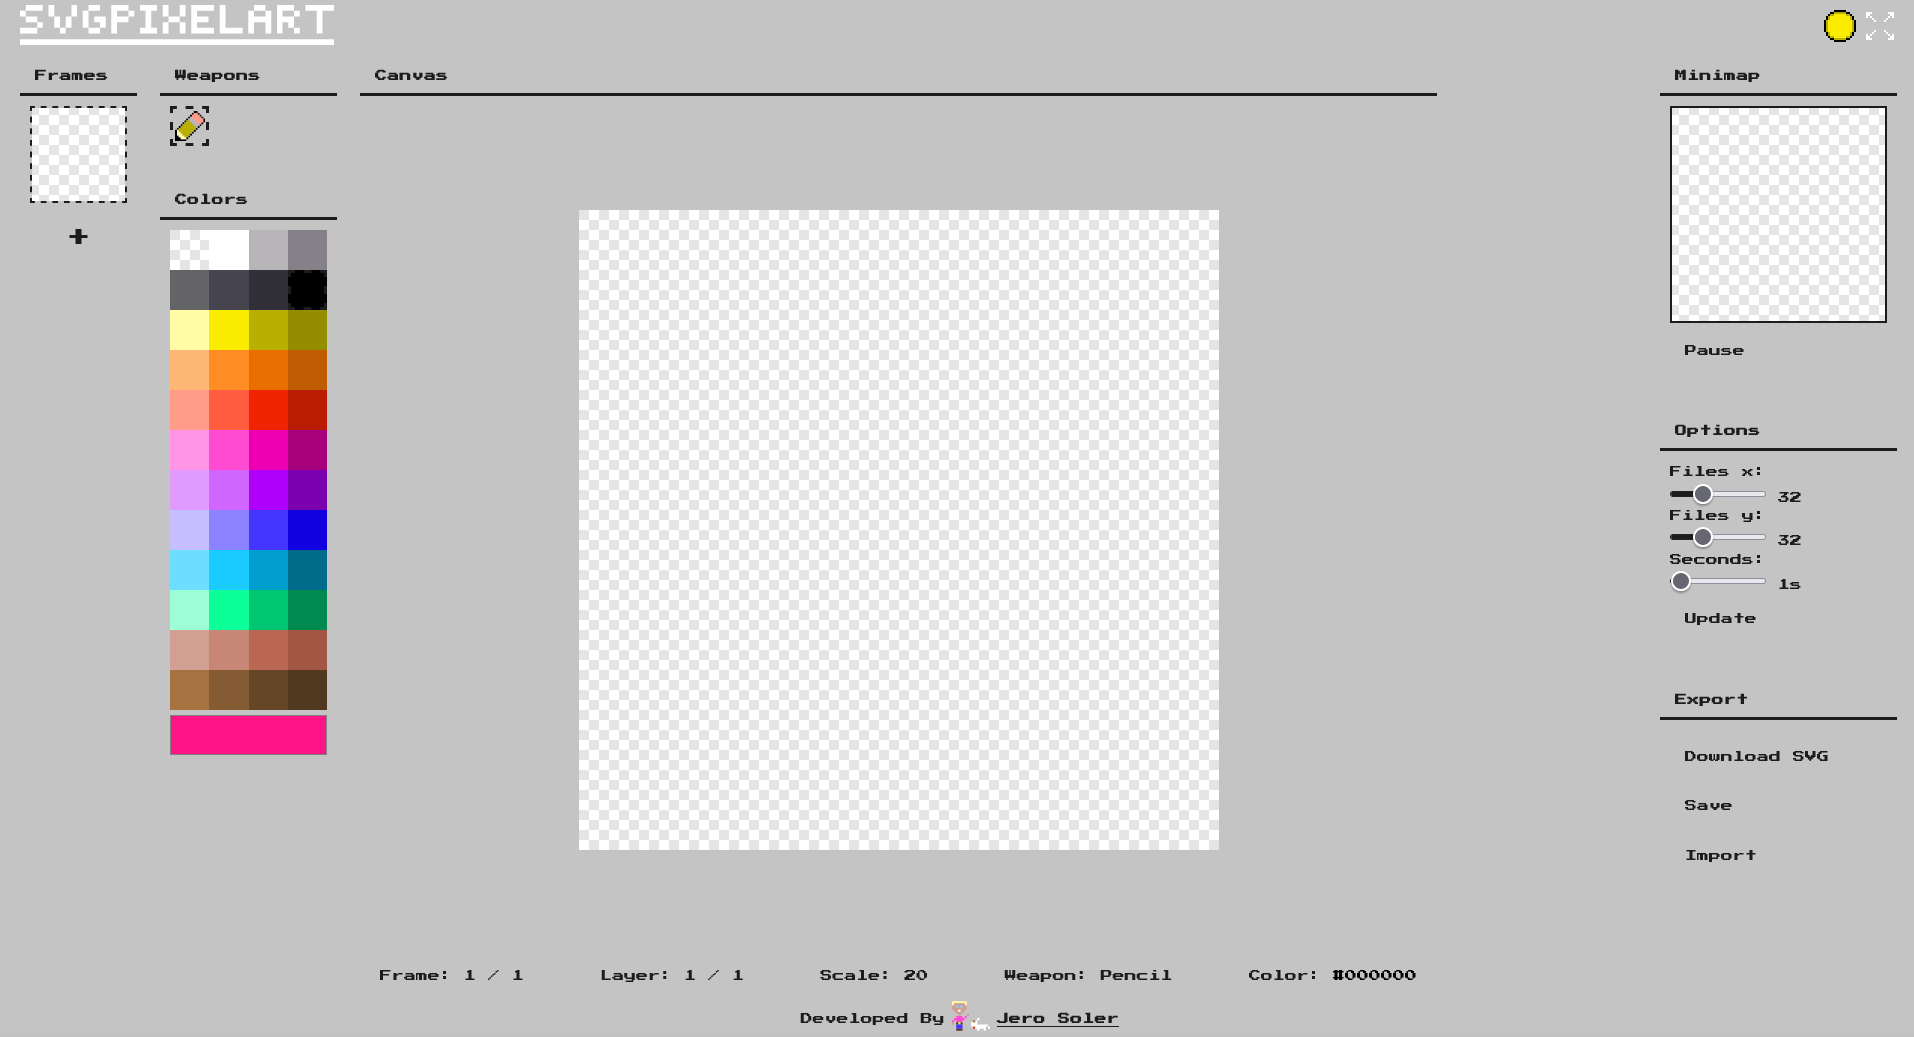 SVGPIXELART
Frames
Weapons
Canvas
Minimap
Colors
+
Pause
Options
Files x:
32
Files y:
32
Seconds:
1s
Update
Export
Download SVG
Save
Import
Frame: 1 / 1
Layer: 1 / 1
Scale: 20
Weapon: Pencil
Color: #000000
Developed By Jero Soler